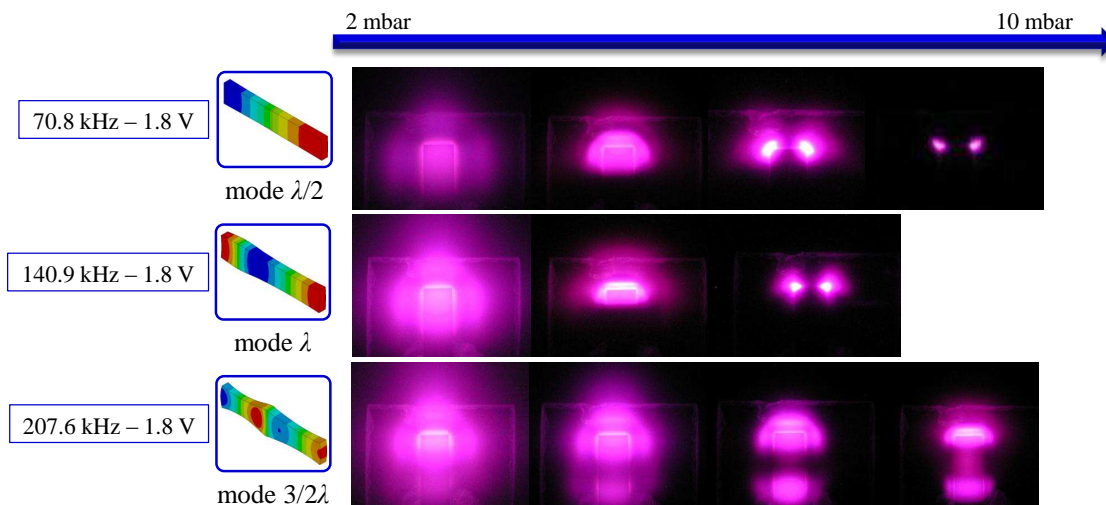 2 mbar
10 mbar
70.8 kHz – 1.8 V
mode λ/2
140.9 kHz – 1.8 V
mode λ
207.6 kHz – 1.8 V
mode 3/2λ